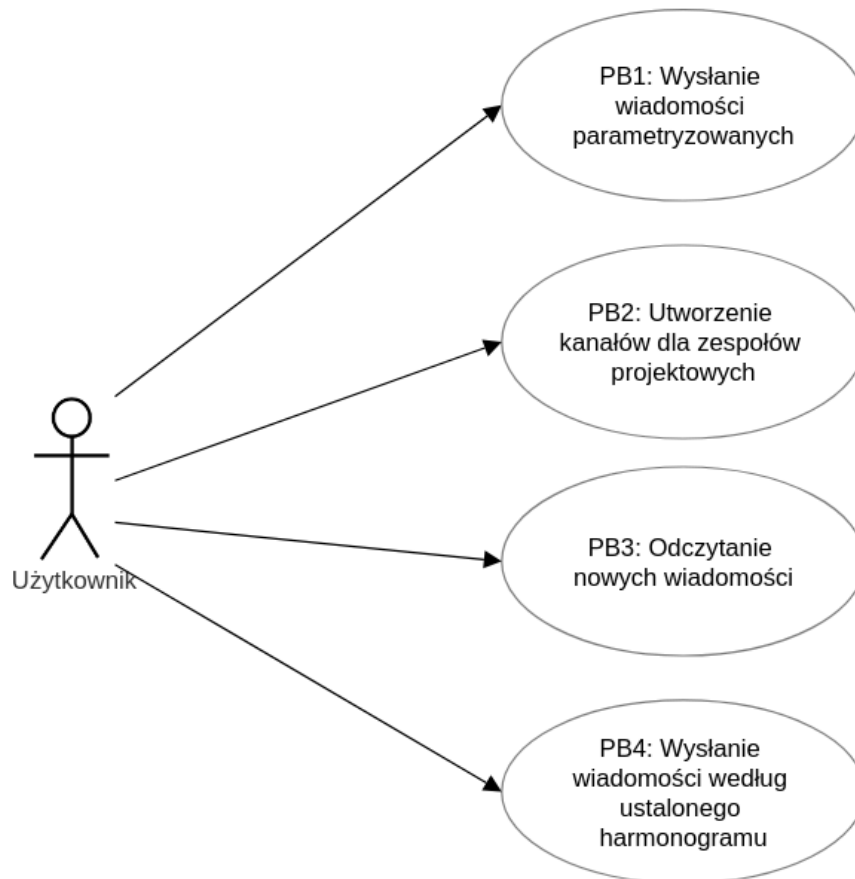 PB1: Wysłanie
wiadomości
parametryzowanych
PB2: Utworzenie
kanałów dla zespołów
projektowych
Użytkownik
PB3: Odczytanie
nowych wiadomości
PB4: Wysłanie
wiadomości według
ustalonego
harmonogramu